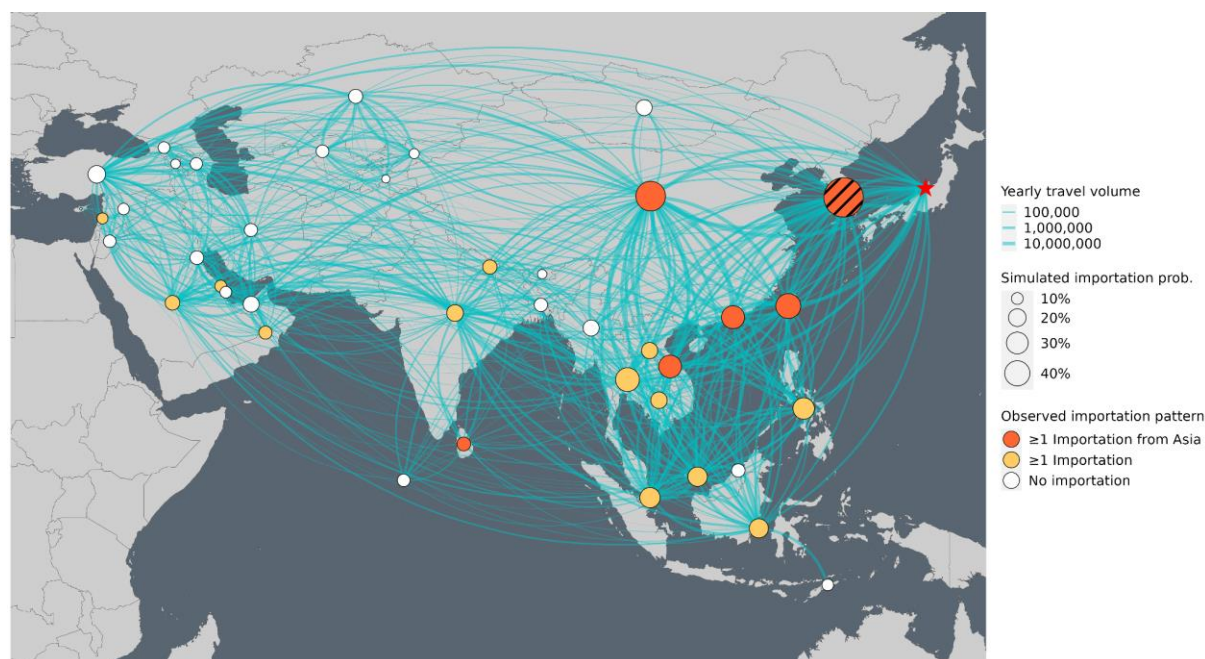 Yearly travel volume
100,000
1,000,000
10,000,000
Simulated importation prob.
10%
20%
30%
40%
Observed importation pattern
≥1 Importation from Asia
≥1 Importation
No importation